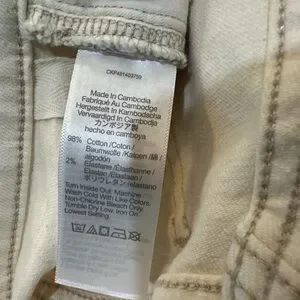 Made In Cambodia
Fabriqué Au Cambodge
Hergestellt In Kambodscha
Vervaardigd In Cambodja
カンボジア製
hecho en camboya
98% Cotton/Coton/
Baumwolle/Katoen/綿/
algodón
2% Elastane/Élasthanne/
Elastan/Elastaan/
ポリウレタン/elastano
Turn Inside Out. Machine
Wash Cold With Like Colors.
Non-Chlorine Bleach Only.
Tumble Dry Low. Iron On
Lowest Setting.